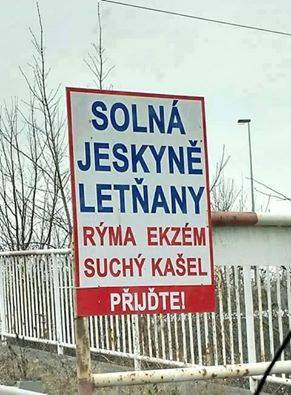 SOLNÁ
JESKYNĚ
LETŇANY
RÝMA EKZÉM
SUCHÝ KAŠEL
PŘIJĎTE!